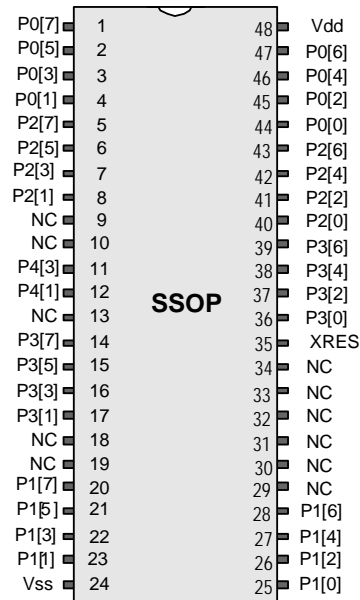 P0[7] 1 48 Vdd
P0[5] 2 47 P0[6]
P0[3] 3 46 P0[4]
P0[1] 4 45 P0[2]
P2[7] 5 44 P0[0]
P2[5] 6 43 P2[6]
P2[3] 7 42 P2[4]
P2[1] 8 41 P2[2]
NC 9 40 P2[0]
NC 10 39 P3[6]
P4[3] 11 38 P3[4]
P4[1] 12 SSOP 37 P3[2]
NC 13 36 P3[0]
P3[7] 14 35 XRES
P3[5] 15 34 NC
P3[3] 16 33 NC
P3[1] 17 32 NC
NC 18 31 NC
NC 19 30 NC
P1[7] 20 29 NC
P1[5] 21 28 P1[6]
P1[3] 22 27 P1[4]
P1[1] 23 26 P1[2]
Vss 24 25 P1[0]